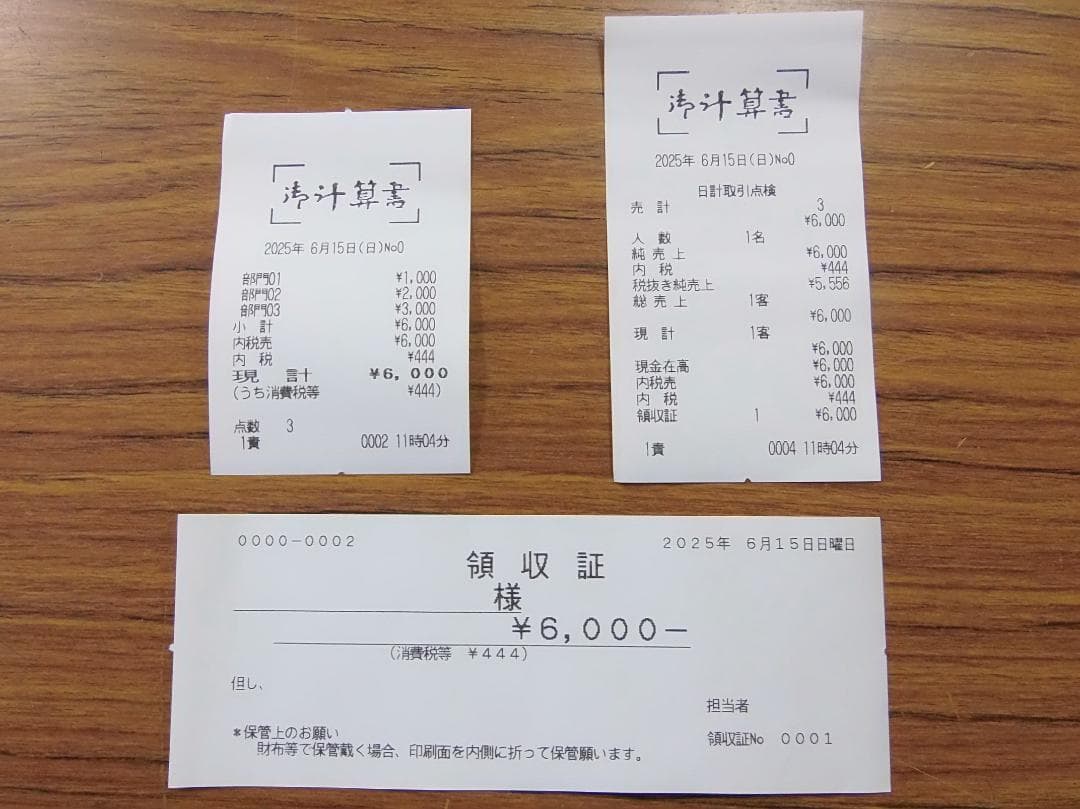 御計算書
2025年 6月15日(日)No0
部門01 ¥1,000
部門02 ¥2,000
部門03 ¥3,000
小 計 ¥6,000
内税売 ¥6,000
内 税 ¥444
現 計 ¥6,000
(うち消費税等 ¥444)
点数 3
1責 0002 11時04分
御計算書
2025年 6月15日(日)No0
日計取引点検
売 計 3
¥6,000
人 数 1名
純 売 上 ¥6,000
内 税 ¥444
税抜き純売上 ¥5,556
総 売 上 1客
¥6,000
現 計 1客
¥6,000
現金在高 ¥6,000
内税売 ¥6,000
内 税 ¥444
領収証 1 ¥6,000
1責 0004 11時04分
0000-0002 2025年 6月15日日曜日
領 収 証
様
¥6,000-
(消費税等 ¥444)
但し、
担当者
*保管上のお願い
財布等で保管戴く場合、印刷面を内側に折って保管願います。
領収証No 0001